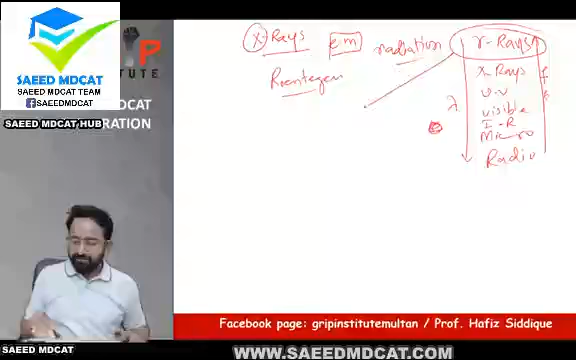 X-Rays em radiation γ-Rays
Roentegen
X-Rays
U-V
λ
visible
I-R
Micro
Radio
SAEED MDCAT
SAEED MDCAT TEAM
SAEEDMDCAT
SAEED MDCAT HUB
Facebook page: gripinstitutemultan / Prof. Hafiz Siddique
SAEED MDCAT
WWW.SAEEDMDCAT.COM